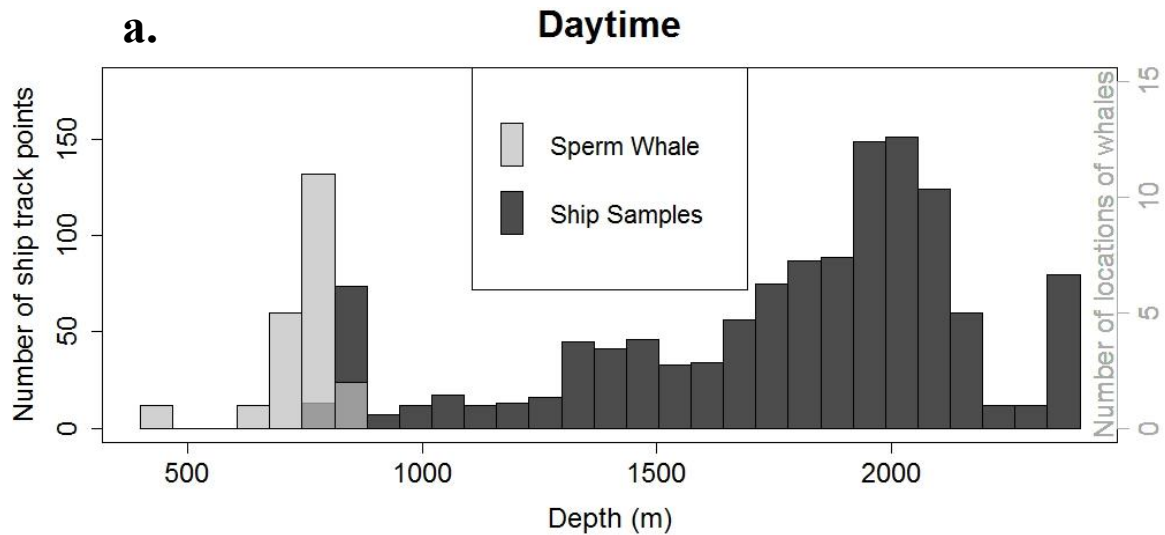 a.
Daytime
Number of ship track points
0
50
100
150
Sperm Whale
Ship Samples
Number of locations of whales
0
5
10
15
500
1000
1500
2000
Depth (m)